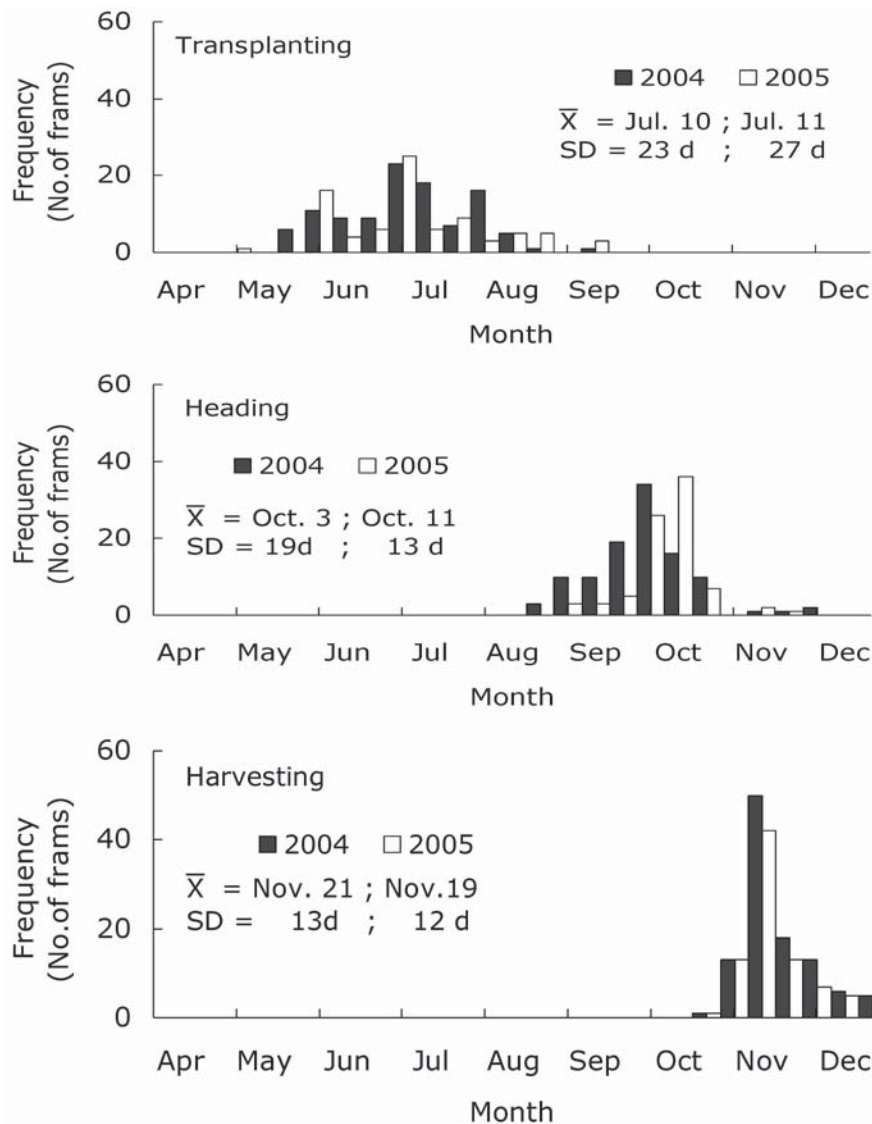 60
Transplanting
2004 2005
40
X̄ = Jul. 10 ; Jul. 11
SD = 23 d ; 27 d
20
0
Frequency
(No.of frams)
Apr May Jun Jul Aug Sep Oct Nov Dec
Month
60
Heading
40
2004 2005
X̄ = Oct. 3 ; Oct. 11
SD = 19d ; 13 d
20
0
Frequency
(No.of frams)
Apr May Jun Jul Aug Sep Oct Nov Dec
Month
60
Harvesting
40
2004 2005
X̄ = Nov. 21 ; Nov.19
SD = 13d ; 12 d
20
0
Frequency
(No.of frams)
Apr May Jun Jul Aug Sep Oct Nov Dec
Month